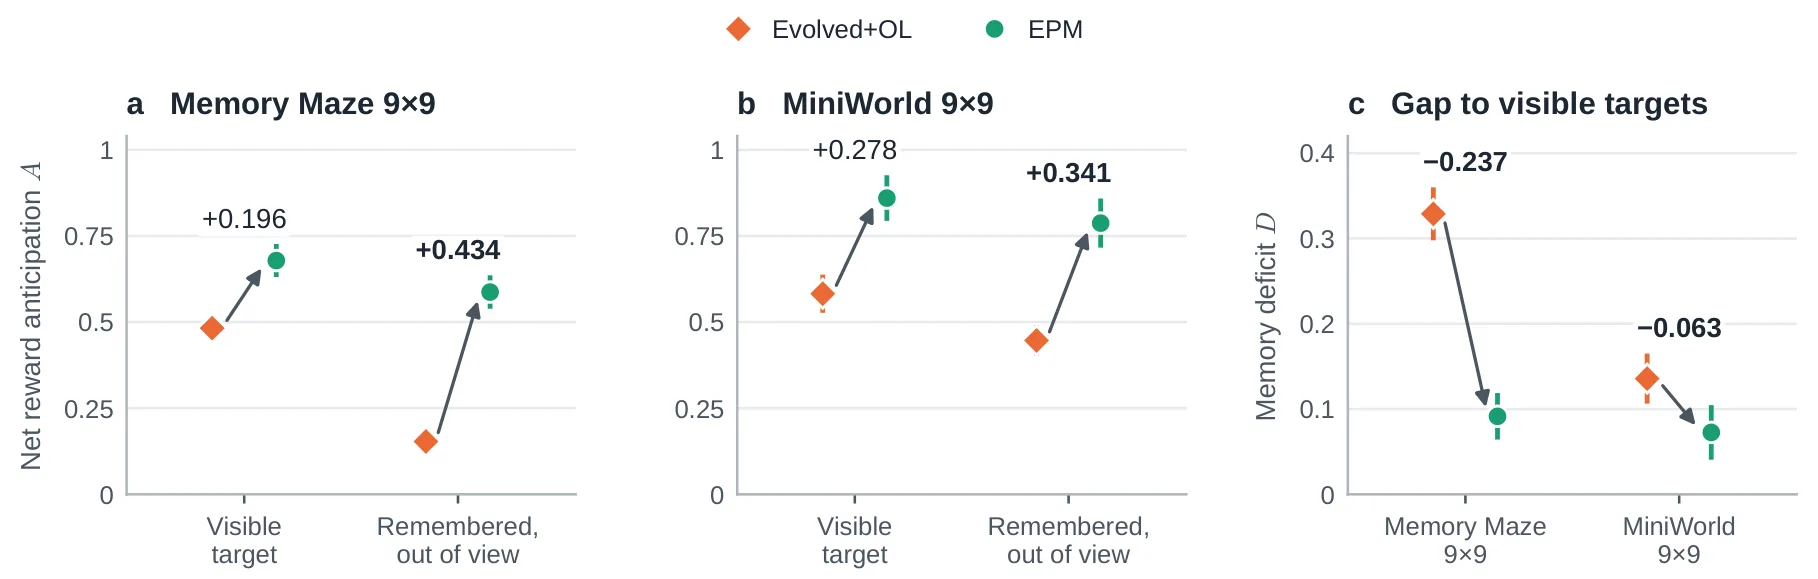 Evolved+OL
EPM
a Memory Maze 9×9
Net reward anticipation A
1
0.75
0.5
0.25
0
+0.196
+0.434
Visible
target
Remembered,
out of view
b MiniWorld 9×9
1
0.75
0.5
0.25
0
+0.278
+0.341
Visible
target
Remembered,
out of view
c Gap to visible targets
Memory deficit D
0.4
0.3
0.2
0.1
0
−0.237
−0.063
Memory Maze
9×9
MiniWorld
9×9